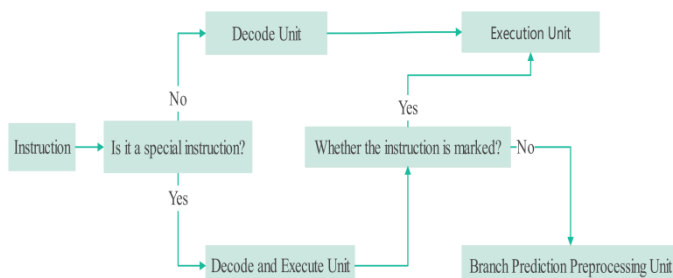 Decode Unit
Execution Unit
No
Yes
Instruction
Is it a special instruction?
Whether the instruction is marked?
No
Yes
Decode and Execute Unit
Branch Prediction Preprocessing Unit